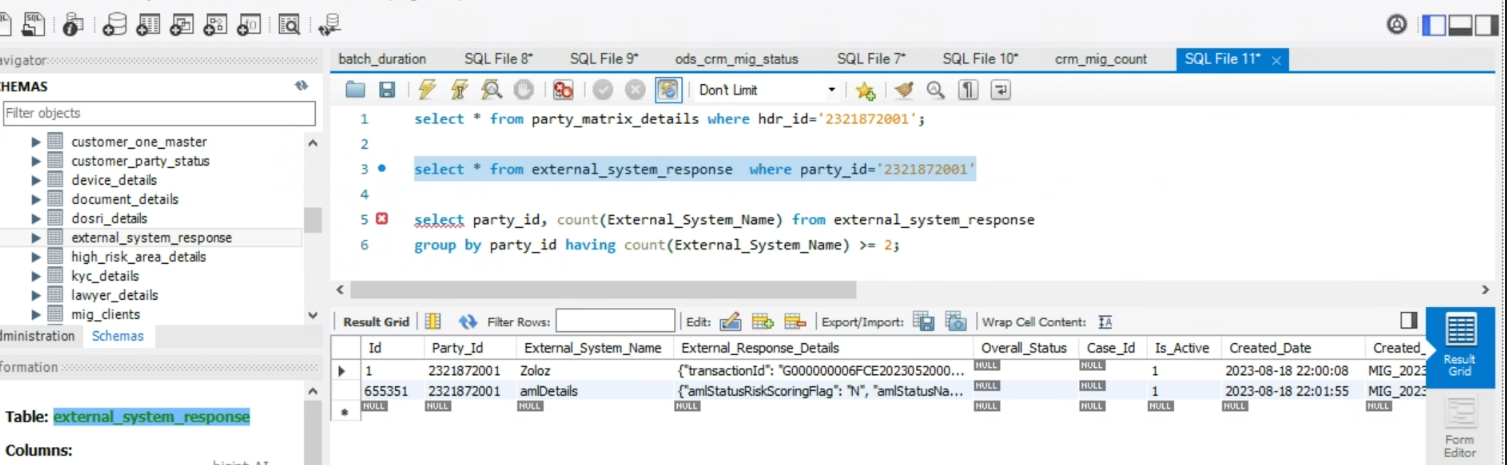 batch_duration SQL File 8* SQL File 9* ods_crm_mig_status SQL File 7* SQL File 10* crm_mig_count SQL File 11* ×
avigator
HEMAS
Filter objects
customer_one_master
customer_party_status
device_details
document_details
dosri_details
external_system_response
high_risk_area_details
kyc_details
lawyer_details
mig_clients
dministration Schemas
formation
Table: external_system_response
Columns:
bigint AI
Don't Limit
1 select * from party_matrix_details where hdr_id='2321872001';
2
3 select * from external_system_response  where party_id='2321872001'
4
5 select party_id, count(External_System_Name) from external_system_response
6 group by party_id having count(External_System_Name) >= 2;
Result Grid Filter Rows: Edit: Export/Import: Wrap Cell Content:
Id Party_Id External_System_Name External_Response_Details Overall_Status Case_Id Is_Active Created_Date Created_
1 2321872001 Zoloz {"transactionId": "G000000006FCE2023052000... NULL NULL 1 2023-08-18 22:00:08 MIG_2023
655351 2321872001 amlDetails {"amlStatusRiskScoringFlag": "N", "amlStatusNa... NULL NULL 1 2023-08-18 22:01:55 MIG_2023
NULL NULL NULL NULL NULL NULL NULL NULL NULL
Result
Grid
Form
Editor